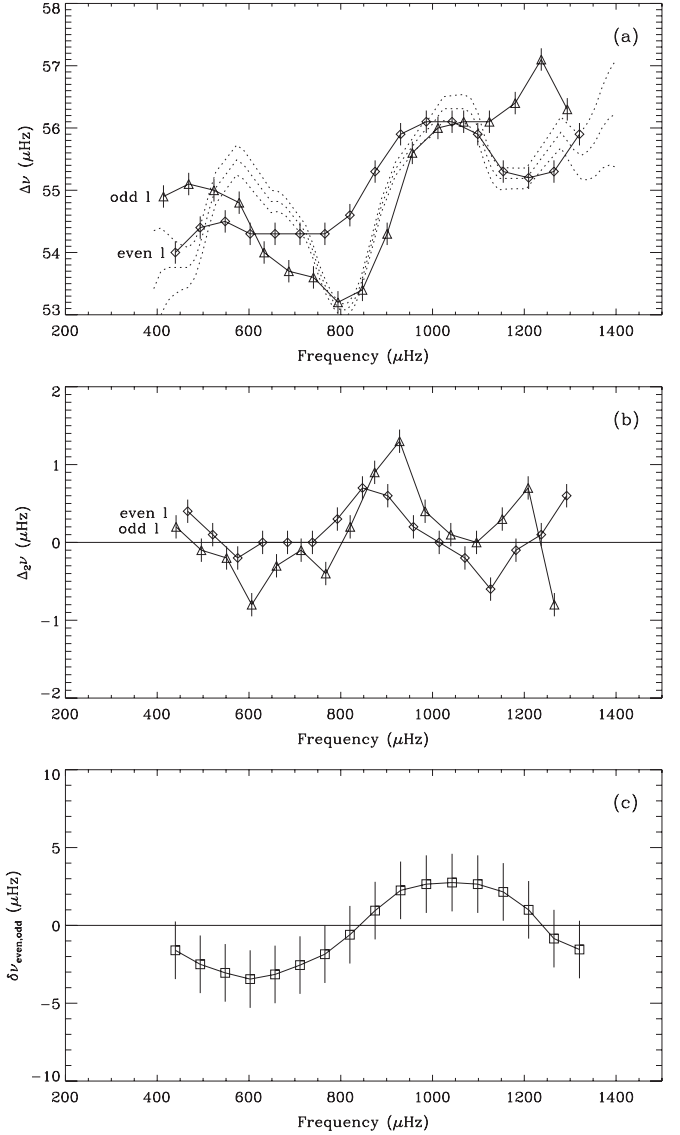 58
57
56
55
54
53
Δν (μHz)
(a)
odd l
even l
200 400 600 800 1000 1200 1400
Frequency (μHz)
2
1
0
−1
−2
Δ₂ν (μHz)
(b)
even l
odd l
200 400 600 800 1000 1200 1400
Frequency (μHz)
10
5
0
−5
−10
δν_even,odd (μHz)
(c)
200 400 600 800 1000 1200 1400
Frequency (μHz)